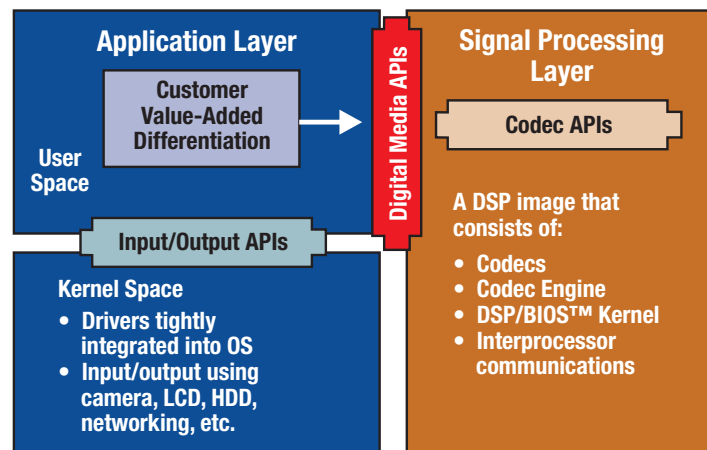 Application Layer
Customer
Value-Added
Differentiation
User
Space
Input/Output APIs
Kernel Space
• Drivers tightly
integrated into OS
• Input/output using
camera, LCD, HDD,
networking, etc.
Digital Media APIs
Signal Processing
Layer
Codec APIs
A DSP image that
consists of:
• Codecs
• Codec Engine
• DSP/BIOS™ Kernel
• Interprocessor
communications